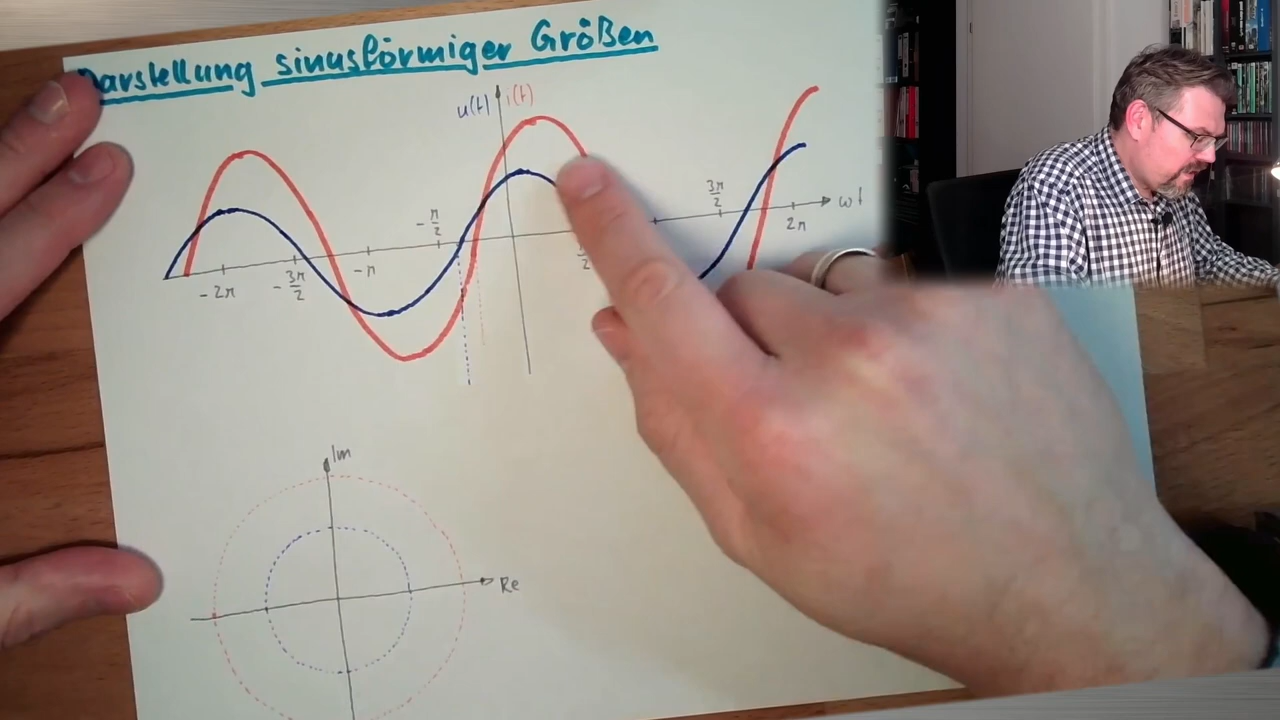 Darstellung sinusförmiger Größen
u(t) i(t)
-2π
-3π/2
-π
-π/2
3π/2
2π
ωt
Im
Re